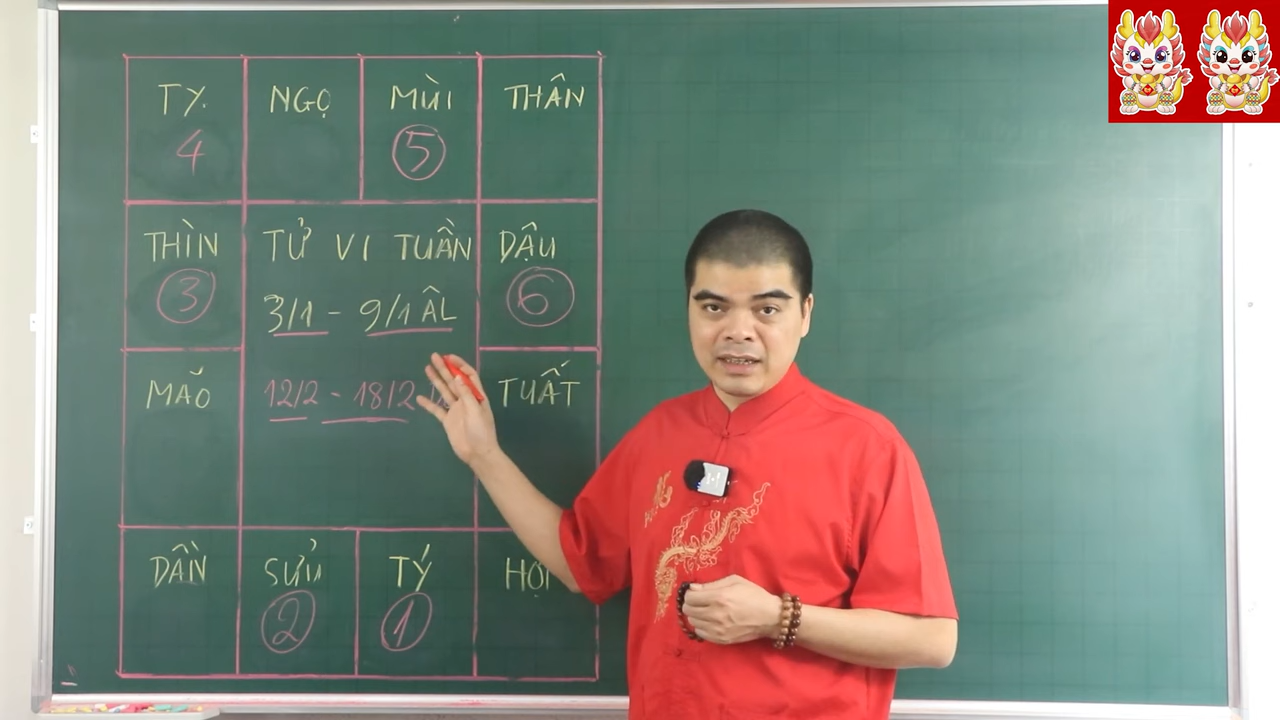 TỴ.
4
NGỌ
MÙI
5
THÂN
THÌN
3
TỬ VI TUẦN
3/1 - 9/1 ÂL
12/2 - 18/2
DẬU
6
MÃO
TUẤT
DẦN
SỬU
2
TÝ
1
HỢI